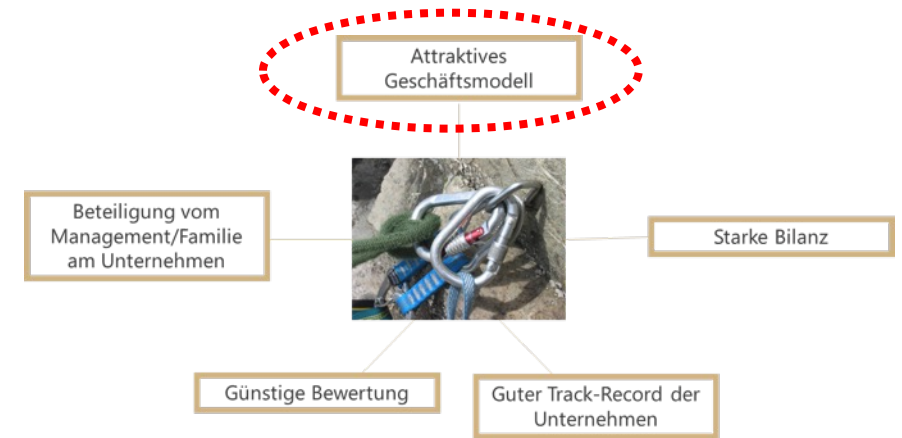 Attraktives
Geschäftsmodell
Beteiligung vom
Management/Familie
am Unternehmen
Starke Bilanz
Günstige Bewertung
Guter Track-Record der
Unternehmen